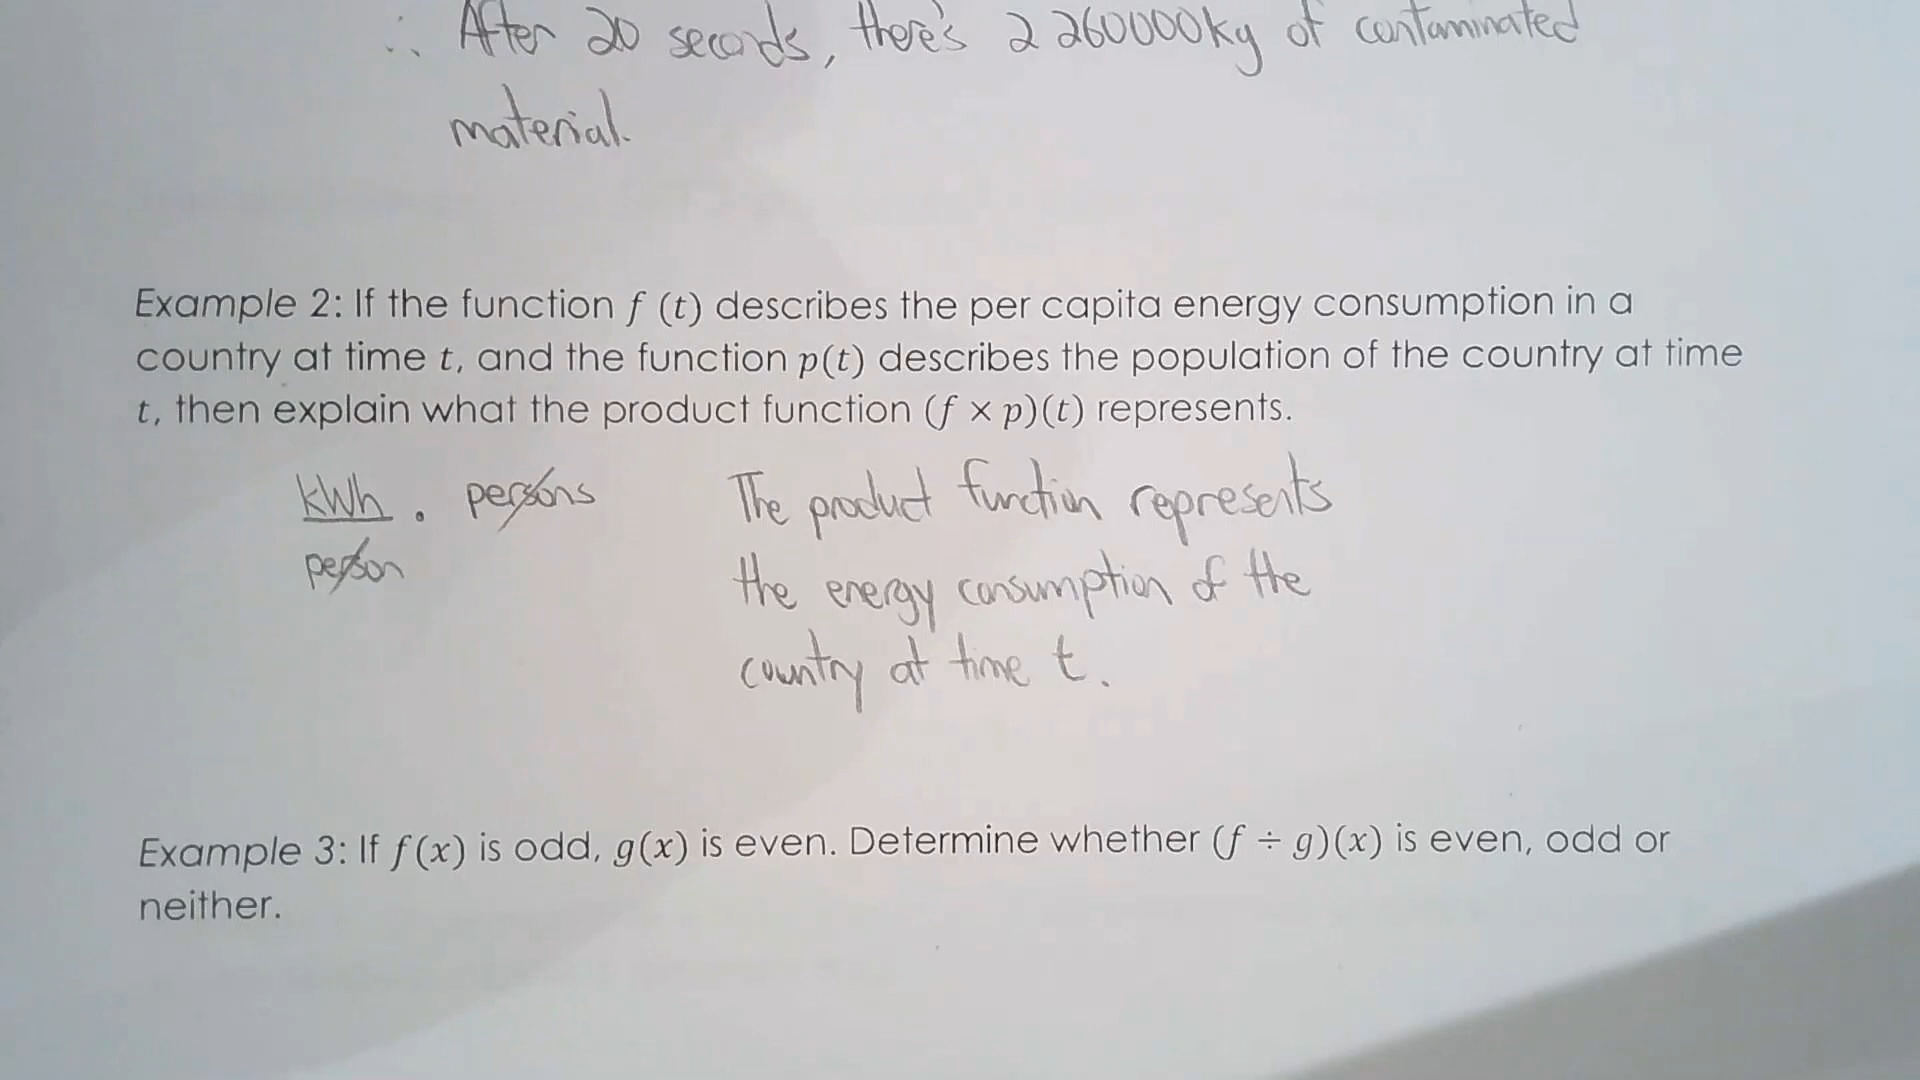 ∴ After 20 seconds, there's 2 260000kg of contaminated
material.
Example 2: If the function f (t) describes the per capita energy consumption in a
country at time t, and the function p(t) describes the population of the country at time
t, then explain what the product function (f × p)(t) represents.
kWh . persons
person
The product function represents
the energy consumption of the
country at time t.
Example 3: If f(x) is odd, g(x) is even. Determine whether (f ÷ g)(x) is even, odd or
neither.